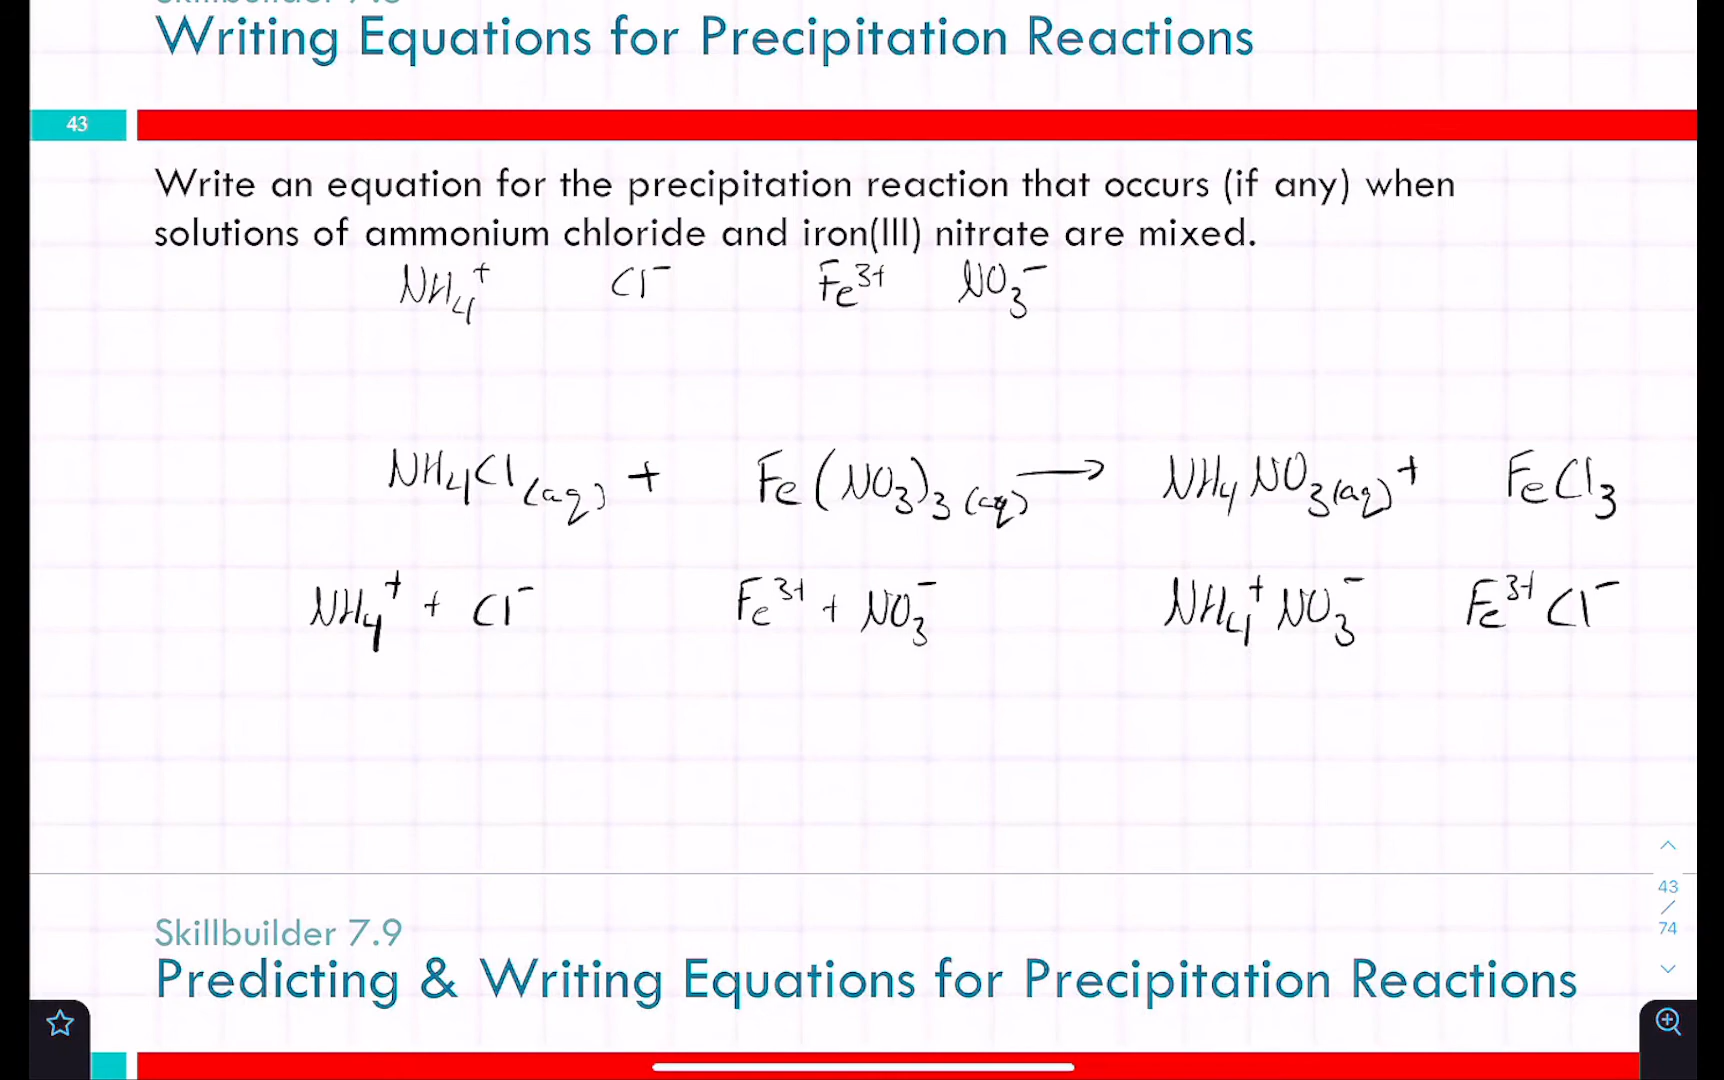 Writing Equations for Precipitation Reactions
43
Write an equation for the precipitation reaction that occurs (if any) when
solutions of ammonium chloride and iron(III) nitrate are mixed.
NH₄⁺ Cl⁻ Fe³⁺ NO₃⁻
NH₄Cl(aq) + Fe(NO₃)₃(aq) → NH₄NO₃(aq) + FeCl₃
NH₄⁺ + Cl⁻ Fe³⁺ + NO₃⁻ NH₄⁺ NO₃⁻ Fe³⁺ Cl⁻
43
/
74
Skillbuilder 7.9
Predicting & Writing Equations for Precipitation Reactions